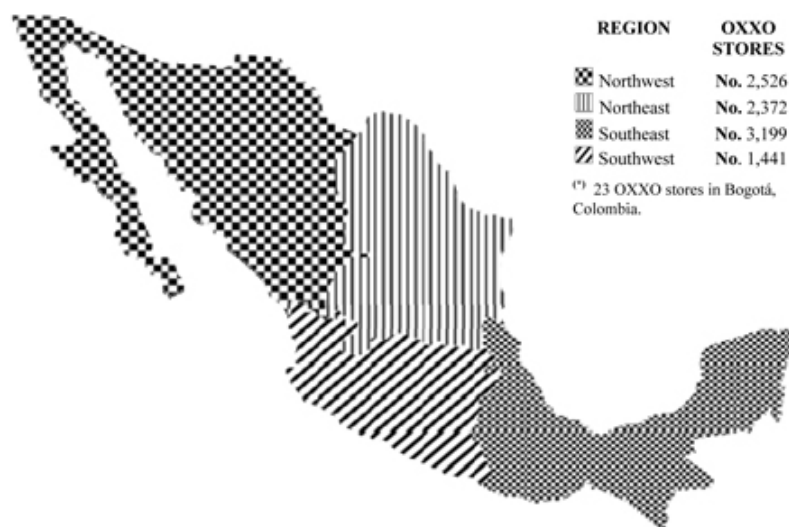 REGION OXXO
STORES
Northwest No. 2,526
Northeast No. 2,372
Southeast No. 3,199
Southwest No. 1,441
(*) 23 OXXO stores in Bogotá,
Colombia.